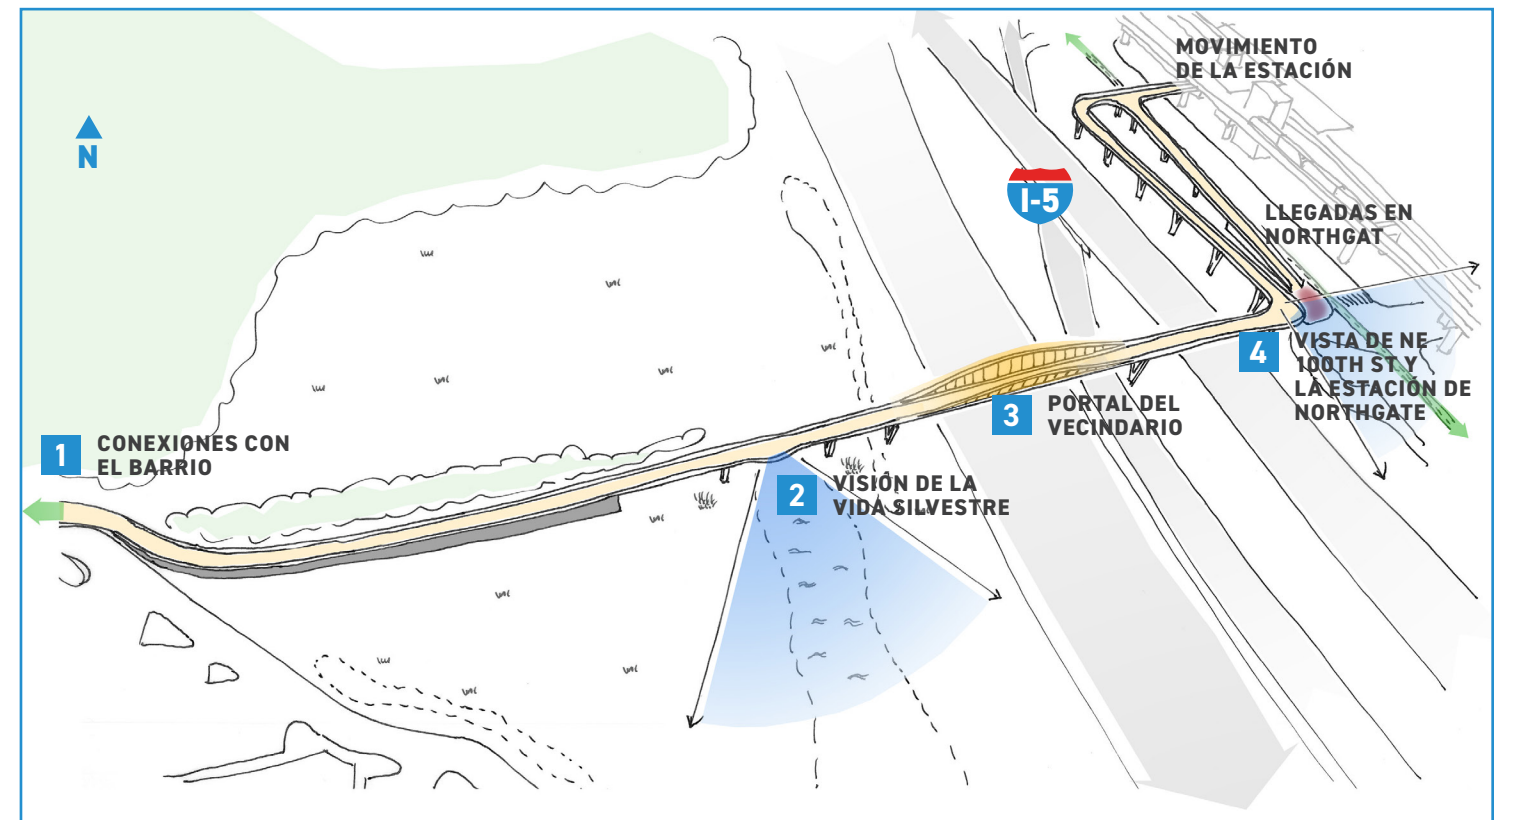 MOVIMIENTO
DE LA ESTACIÓN
N
I-5
LLEGADAS EN
NORTHGAT
4
VISTA DE NE
100TH ST Y
LA ESTACIÓN DE
NORTHGATE
3
PORTAL DEL
VECINDARIO
1
CONEXIONES CON
EL BARRIO
2
VISIÓN DE LA
VIDA SILVESTRE